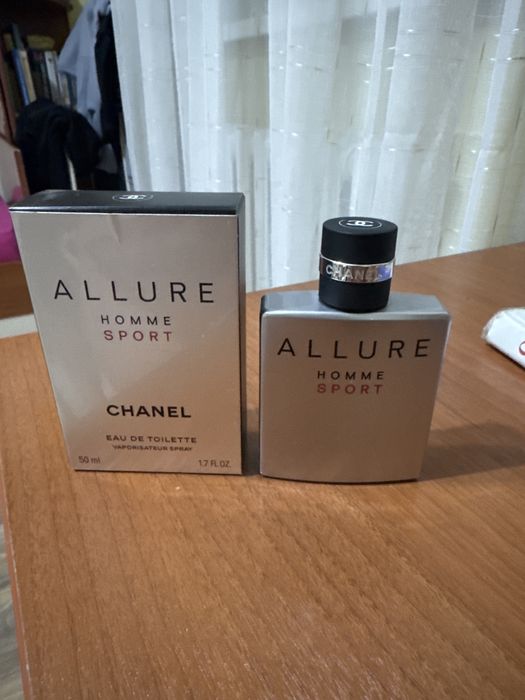 ALLURE
HOMME
SPORT
CHANEL
EAU DE TOILETTE
VAPORISATEUR SPRAY
50 ml
1.7 FL.OZ.
CHANEL
ALLURE
HOMME
SPORT